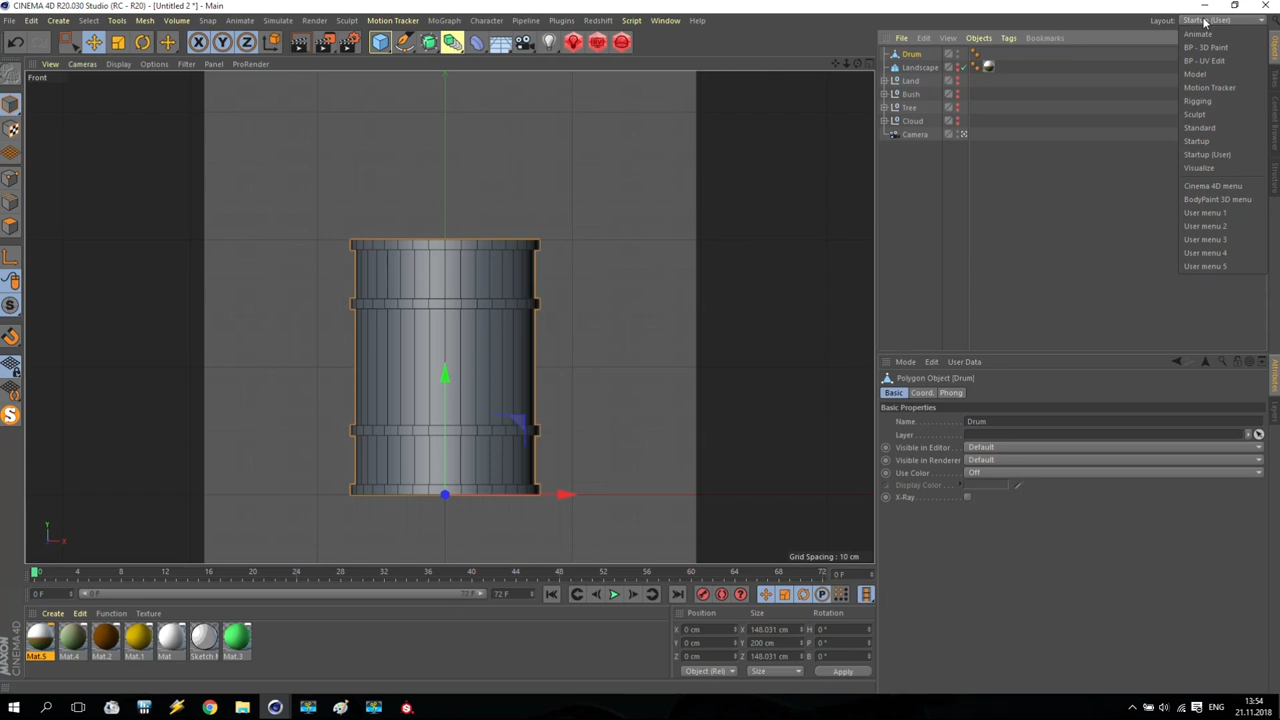 CINEMA 4D R20.030 Studio (RC - R20) - [Untitled 2 *] - Main
File Edit Create Select Tools Mesh Volume Snap Animate Simulate Render Sculpt Motion Tracker MoGraph Character Pipeline Plugins Redshift Script Window Help
Layout: Startup (User)
Animate
BP - 3D Paint
BP - UV Edit
Model
Motion Tracker
Rigging
Sculpt
Standard
Startup
Startup (User)
Visualize
Cinema 4D menu
BodyPaint 3D menu
User menu 1
User menu 2
User menu 3
User menu 4
User menu 5
View Cameras Display Options Filter Panel ProRender
Front
Y
X
Grid Spacing : 10 cm
File Edit View Objects Tags Bookmarks
Drum
Landscape
Land
Bush
Tree
Cloud
Camera
Objects
Takes
Content Browser
Structure
Mode Edit User Data
Polygon Object [Drum]
Basic Coord. Phong
Basic Properties
Name. Drum
Layer
Visible in Editor Default
Visible in Renderer Default
Use Color Off
Display Color
X-Ray
Attributes
Layers
0 4 8 12 16 20 24 28 32 36 40 44 48 52 56 60 64 68 72 0 F
0 F 0 F 72 F 72 F
Create Edit Function Texture
Mat.5 Mat.4 Mat.2 Mat.1 Mat Sketch M Mat.3
Position Size Rotation
X 0 cm X 148.031 cm H 0 °
Y 0 cm Y 200 cm P 0 °
Z 0 cm Z 148.031 cm B 0 °
Object (Rel) Size Apply
MAXON
CINEMA 4D
ENG
13:54
21.11.2018